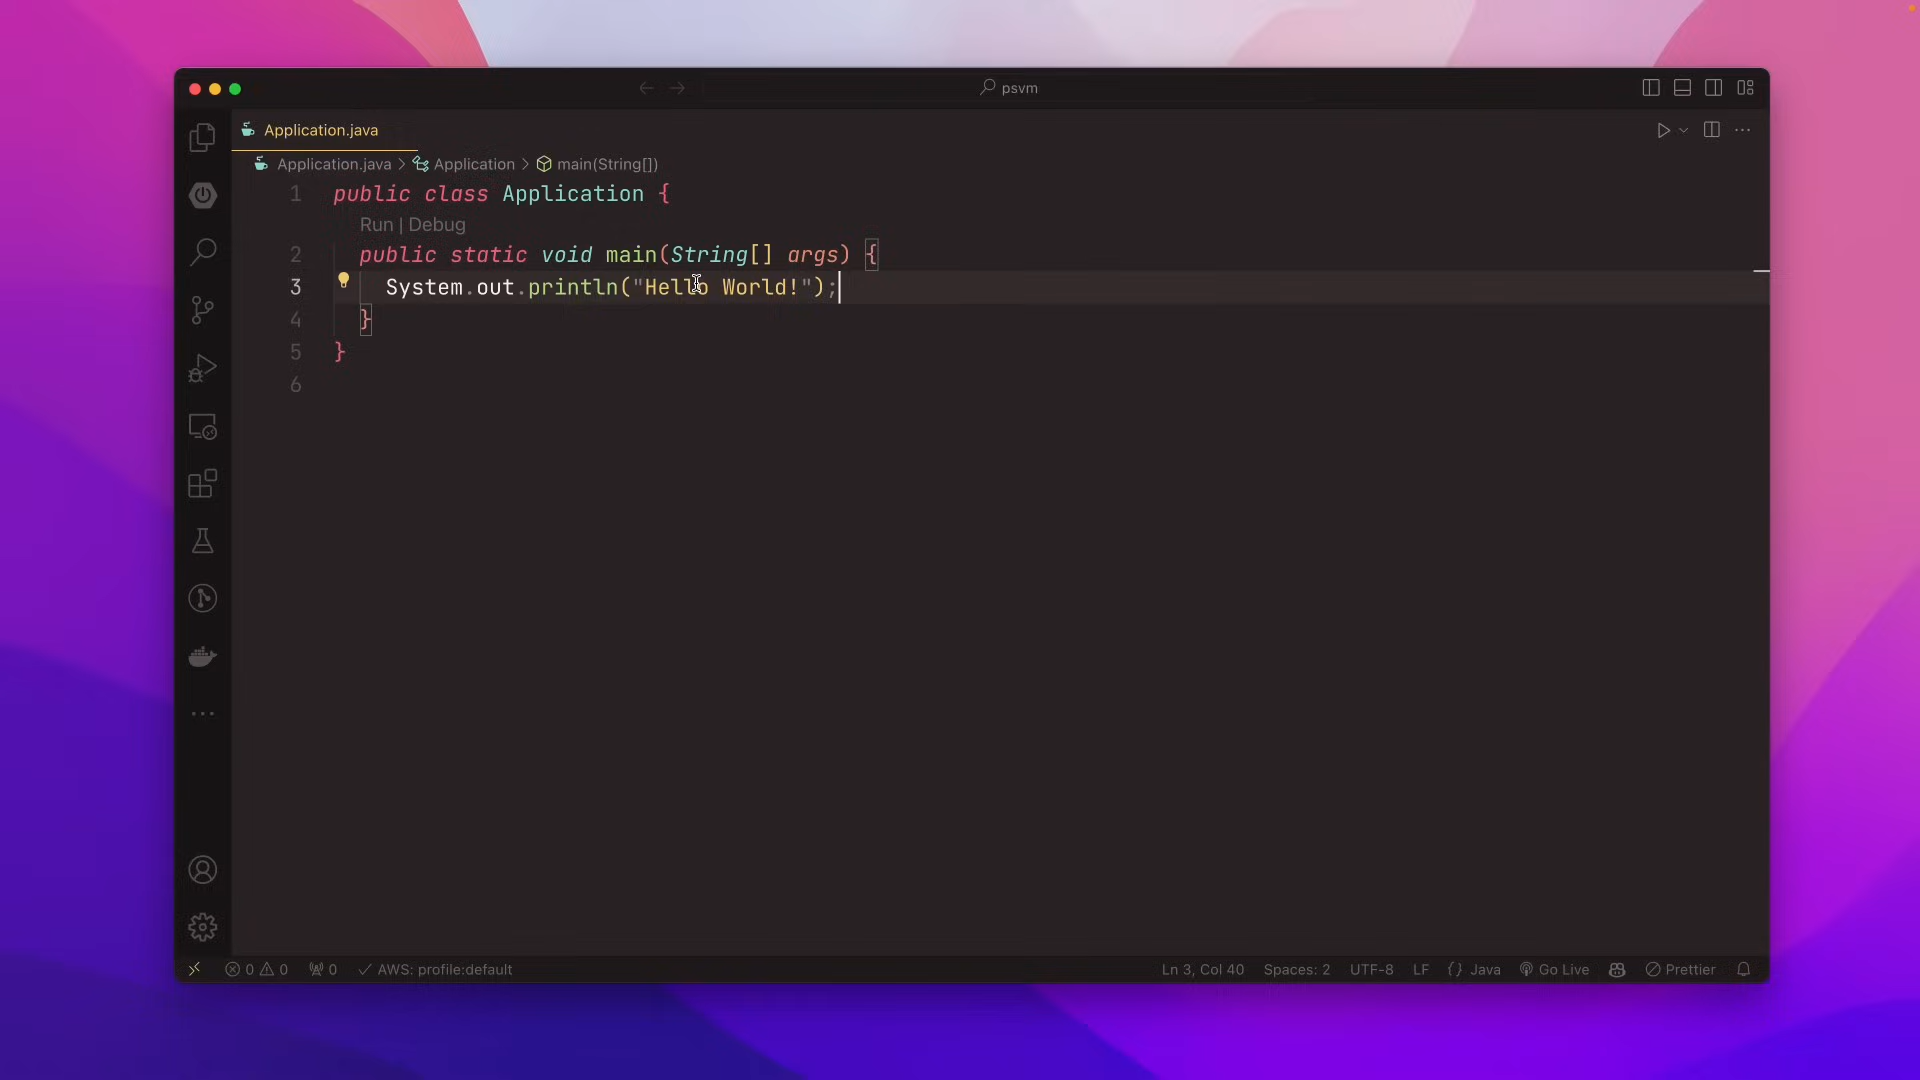 psvm
Application.java
Application.java > Application > main(String[])
1 public class Application {
Run | Debug
2 public static void main(String[] args) {
3 System.out.println("Hello World!");
4 }
5 }
6
0 0 0 AWS: profile:default Ln 3, Col 40 Spaces: 2 UTF-8 LF {} Java Go Live Prettier